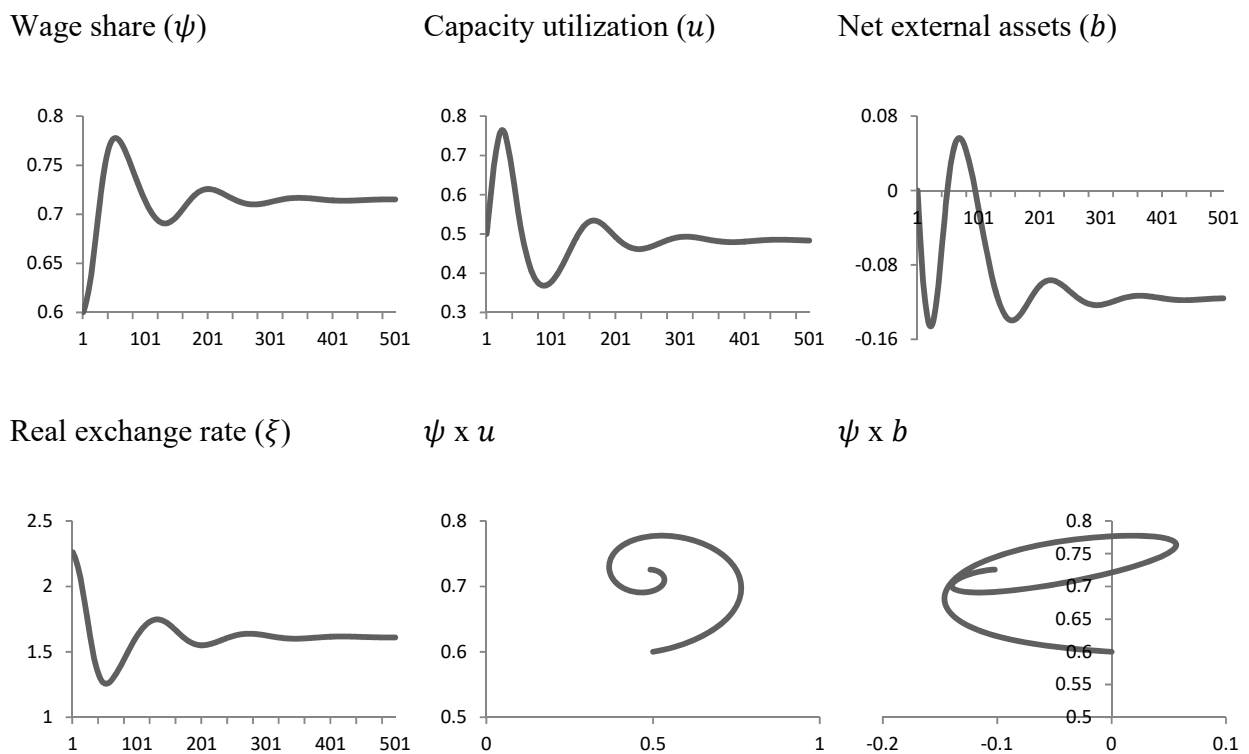 Wage share (𝜓)
Capacity utilization (𝑢)
Net external assets (𝑏)
0.8
0.75
0.7
0.65
0.6
1 101 201 301 401 501
0.8
0.7
0.6
0.5
0.4
0.3
1 101 201 301 401 501
0.08
0
-0.08
-0.16
1 101 201 301 401 501
Real exchange rate (𝜉)
𝜓 x 𝑢
𝜓 x 𝑏
2.5
2
1.5
1
1 101 201 301 401 501
0.8
0.7
0.6
0.5
0 0.5 1
0.8
0.75
0.7
0.65
0.6
0.55
0.5
-0.2 -0.1 0 0.1